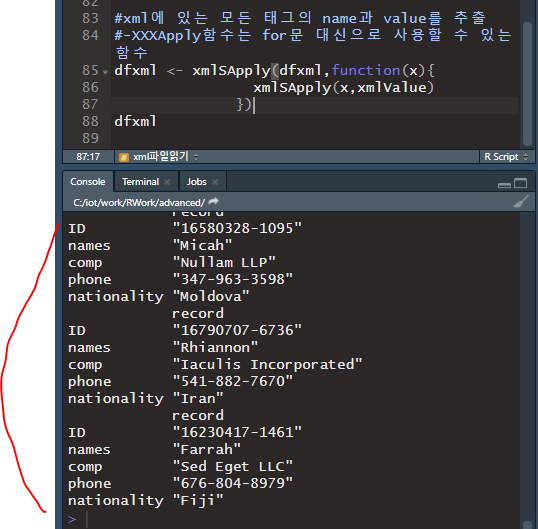 83 #xml에 있는 모든 태그의 name과 value를 추출
84 #-XXXApply함수는 for문 대신으로 사용할 수 있는
함수
85 dfxml <- xmlSApply(dfxml,function(x){
86 xmlSApply(x,xmlValue)
87 })
88 dfxml
89
87:17 # xml파일읽기 R Script
Console Terminal Jobs
C:/iot/work/RWork/advanced/
record
ID "16580328-1095"
names "Micah"
comp "Nullam LLP"
phone "347-963-3598"
nationality "Moldova"
record
ID "16790707-6736"
names "Rhiannon"
comp "Iaculis Incorporated"
phone "541-882-7670"
nationality "Iran"
record
ID "16230417-1461"
names "Farrah"
comp "Sed Eget LLC"
phone "676-804-8979"
nationality "Fiji"
>